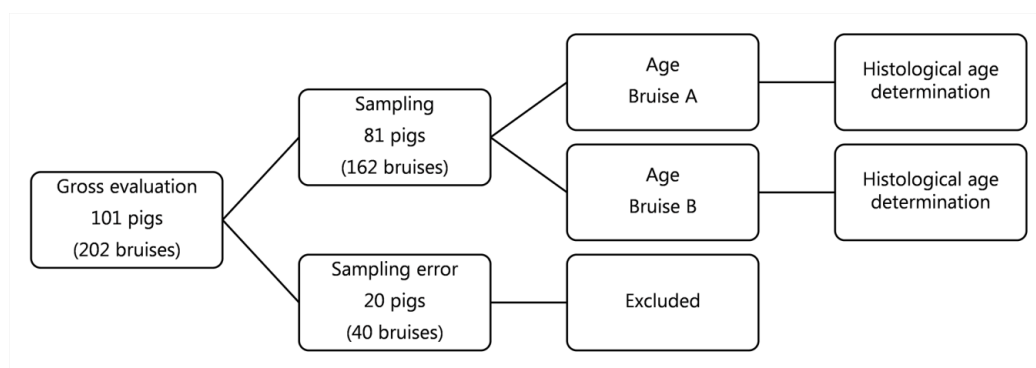 Gross evaluation
101 pigs
(202 bruises)
Sampling
81 pigs
(162 bruises)
Sampling error
20 pigs
(40 bruises)
Age
Bruise A
Age
Bruise B
Excluded
Histological age
determination
Histological age
determination